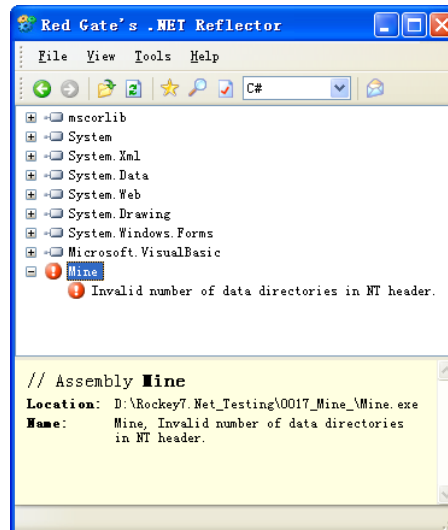 Red Gate's .NET Reflector
File View Tools Help
C#
mscorlib
System
System.Xml
System.Data
System.Web
System.Drawing
System.Windows.Forms
Microsoft.VisualBasic
Mine
Invalid number of data directories in NT header.
// Assembly Mine
Location: D:\Rockey7.Net_Testing\0017_Mine_\Mine.exe
Name: Mine, Invalid number of data directories
in NT header.